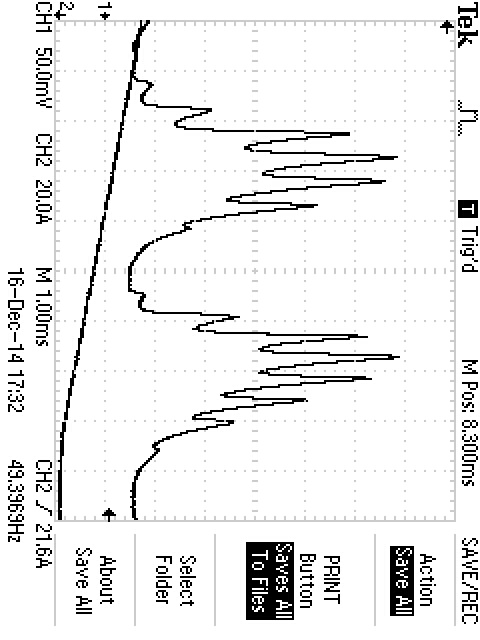 Tek
T Trig'd
M Pos: 8.300ms
SAVE/REC
Action
Save All
PRINT
Button
Saves All
To Files
Select
Folder
About
Save All
1
2
CH1 50.0mV CH2 20.0A M 1.00ms CH2 / 21.6A
16-Dec-14 17:32 49.3969Hz